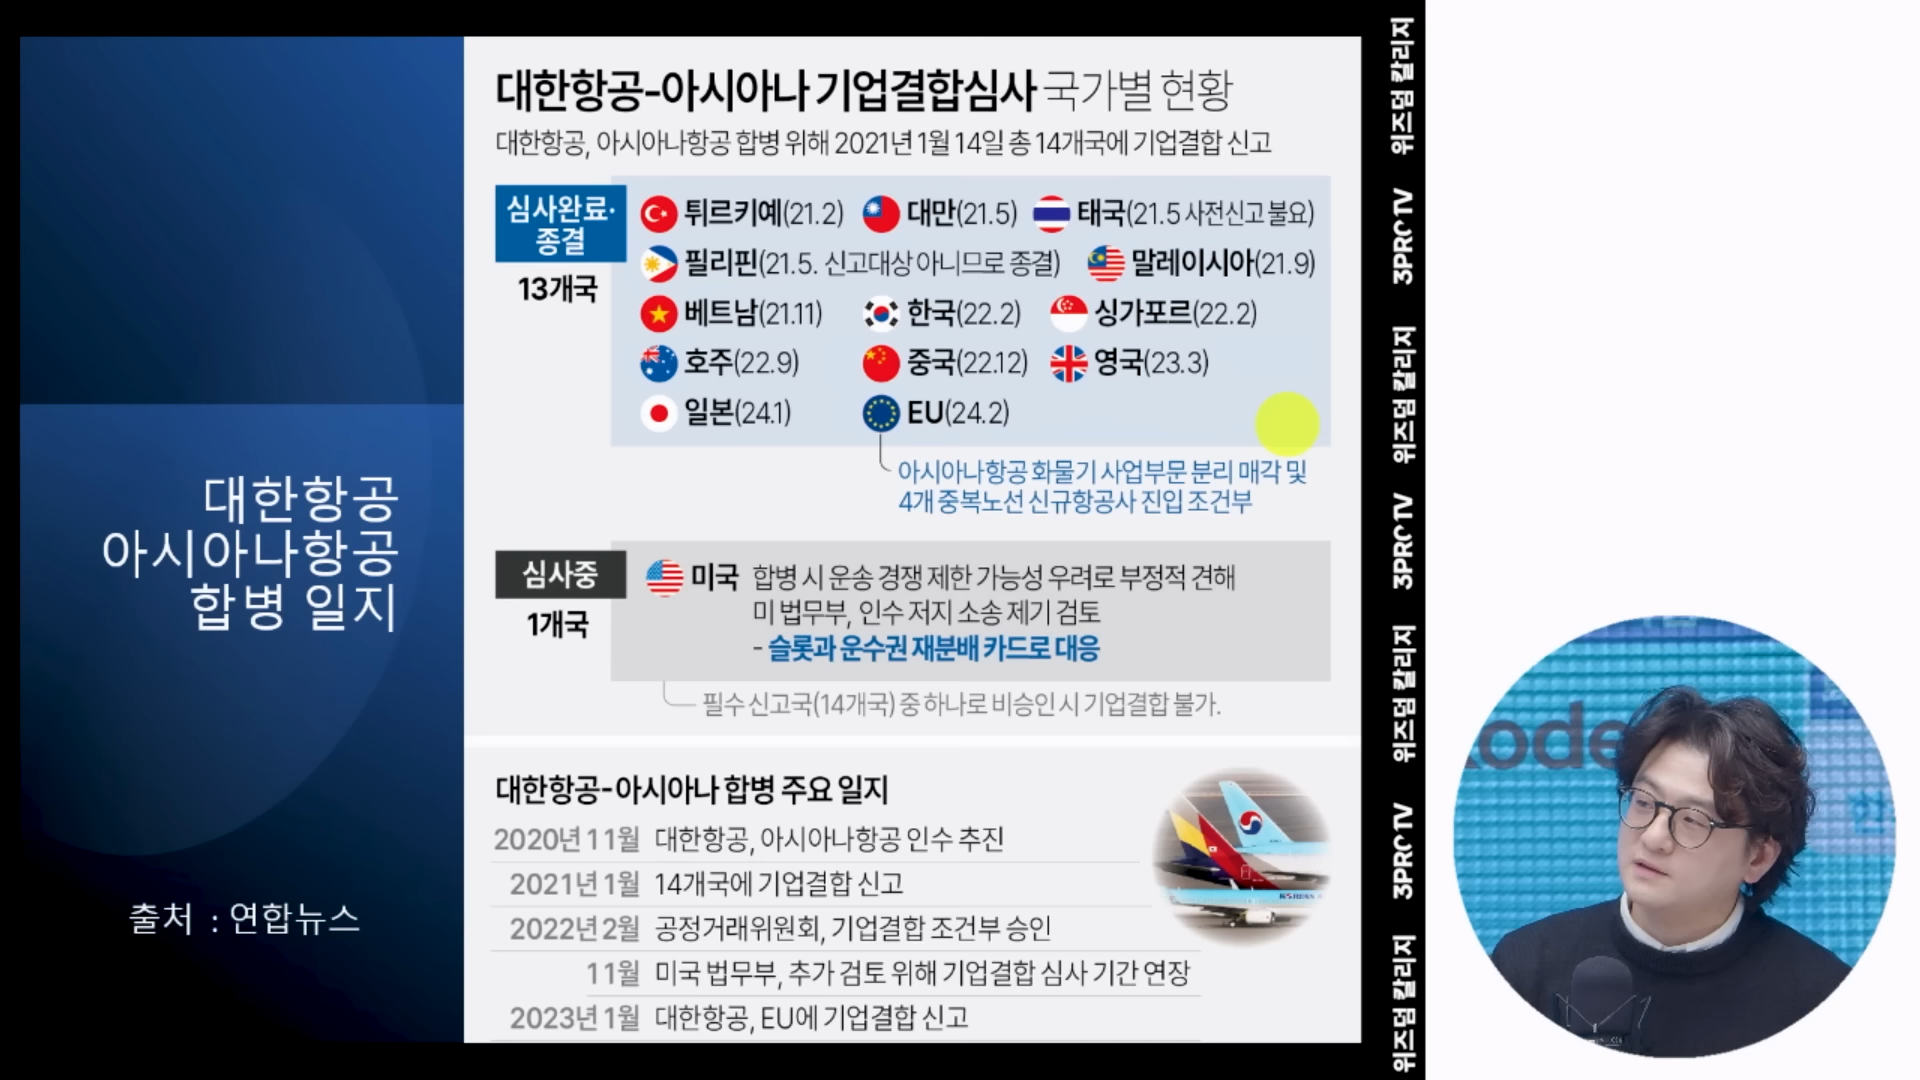 대한항공
아시아나항공
합병 일지
출처 : 연합뉴스
대한항공-아시아나 기업결합심사 국가별 현황
대한항공, 아시아나항공 합병 위해 2021년 1월 14일 총 14개국에 기업결합 신고
심사완료·
종결
13개국
튀르키예(21.2) 대만(21.5) 태국(21.5 사전신고 불요)
필리핀(21.5. 신고대상 아니므로 종결) 말레이시아(21.9)
베트남(21.11) 한국(22.2) 싱가포르(22.2)
호주(22.9) 중국(22.12) 영국(23.3)
일본(24.1) EU(24.2)
아시아나항공 화물기 사업부문 분리 매각 및
4개 중복노선 신규항공사 진입 조건부
심사중
1개국
미국 합병 시 운송 경쟁 제한 가능성 우려로 부정적 견해
미 법무부, 인수 저지 소송 제기 검토
- 슬롯과 운수권 재분배 카드로 대응
필수 신고국(14개국) 중 하나로 비승인 시 기업결합 불가.
대한항공-아시아나 합병 주요 일지
2020년 11월 대한항공, 아시아나항공 인수 추진
2021년 1월 14개국에 기업결합 신고
2022년 2월 공정거래위원회, 기업결합 조건부 승인
11월 미국 법무부, 추가 검토 위해 기업결합 심사 기간 연장
2023년 1월 대한항공, EU에 기업결합 신고
위즈덤 칼리지
3PROTV
위즈덤 칼리지
3PROTV
위즈덤 칼리지
3PROTV
위즈덤 칼리지